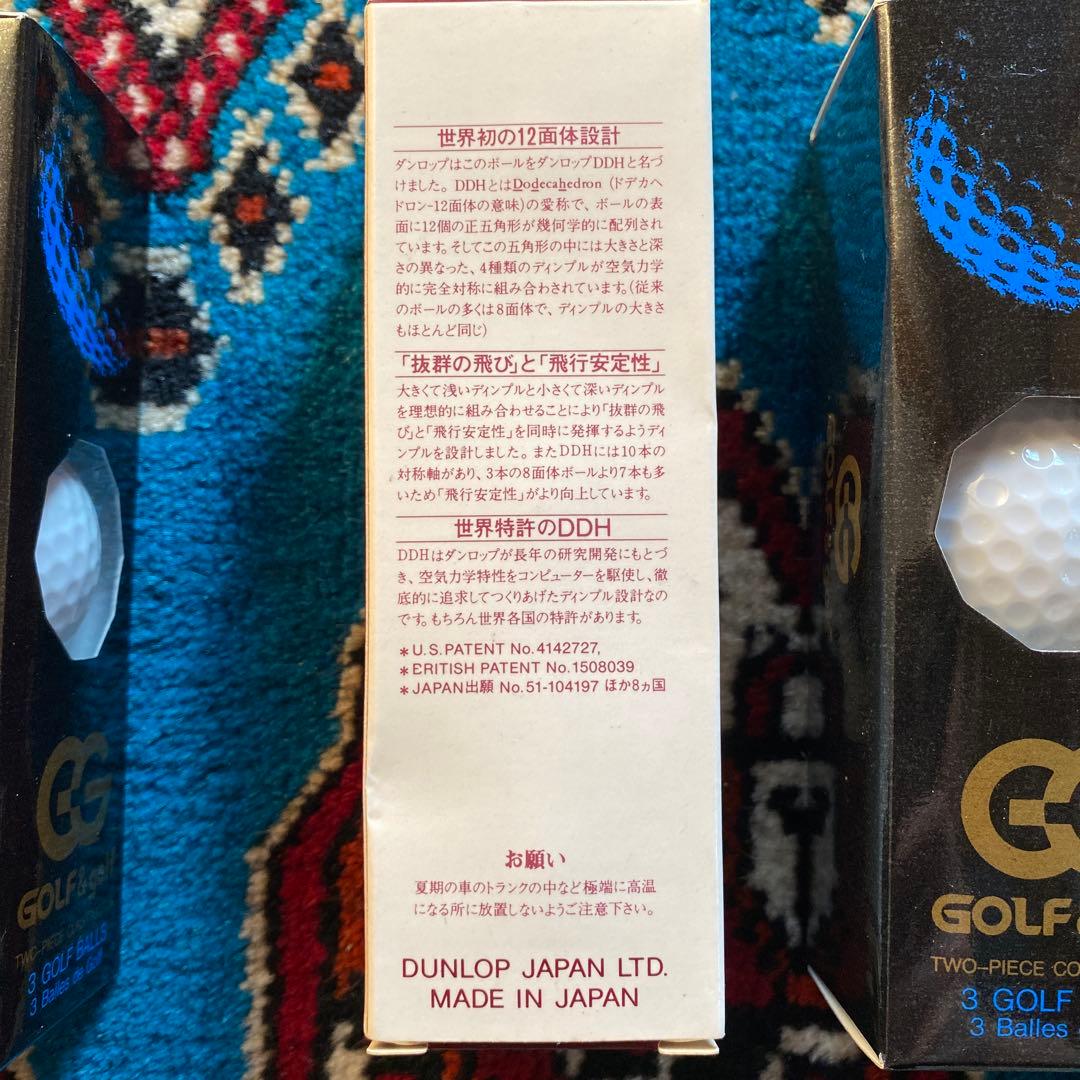 世界初の12面体設計
ダンロップはこのボールをダンロップDDHと名づ
けました。DDHとはDodecahedron(ドデカヘ
ドロン-12面体の意味)の愛称で、ボールの表
面に12個の正五角形が幾何学的に配列され
ています。そしてこの五角形の中には大きさと深
さの異なった、4種類のディンプルが空気力学
的に完全対称に組み合わされています。(従来
のボールの多くは8面体で、ディンプルの大きさ
もほとんど同じ)
「抜群の飛び」と「飛行安定性」
大きくて浅いディンプルと小さくて深いディンプル
を理想的に組み合わせることにより「抜群の飛
び」と「飛行安定性」を同時に発揮するようディ
ンプルを設計しました。またDDHには10本の
対称軸があり、3本の8面体ボールより7本も多
いため「飛行安定性」がより向上しています。
世界特許のDDH
DDHはダンロップが長年の研究開発にもとづ
き、空気力学特性をコンピューターを駆使し、徹
底的に追求してつくりあげたディンプル設計なの
です。もちろん世界各国の特許があります。
*U.S.PATENT No.4142727,
*ERITISH PATENT No.1508039
*JAPAN出願 No.51-104197 ほか8ヵ国
お願い
夏期の車のトランクの中など極端に高温
になる所に放置しないようご注意下さい。
DUNLOP JAPAN LTD.
MADE IN JAPAN
GG
GOLF&golf
TWO-PIECE
3 GOLF BALLS
3 Balles de Golf
GOLF
TWO-PIECE CO
3 GOLF
3 Balles